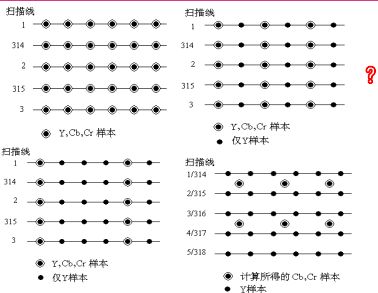 扫描线
1
314
2
315
3
Y,Cb,Cr 样本
扫描线
1
314
2
315
3
Y,Cb,Cr 样本
仅Y样本
?
扫描线
1
314
2
315
3
Y,Cb,Cr 样本
仅Y样本
扫描线
1/314
2/315
3/316
4/317
5/318
计算所得的 Cb,Cr 样本
Y样本